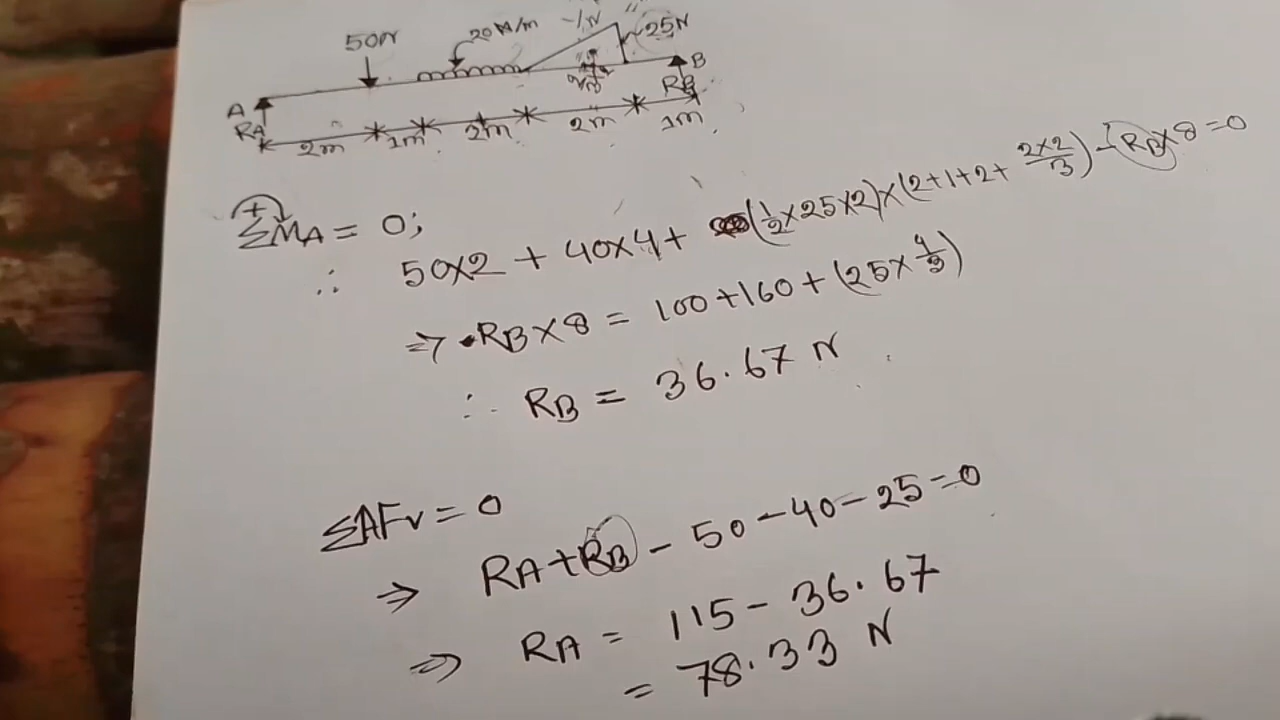 50N 20N/m 25N
A B
RA RB
2m 1m 2m 2m 1m
ΣMA = 0;
∴ 50×2 + 40×4 + (1/2×25×2)×(2+1+2+ 2×2/3) - RB×8 = 0
⇒ RB×8 = 100+160+(25×4/3)
∴ RB = 36.67 N
Σ↑Fv = 0
⇒ RA+RB - 50 - 40 - 25 = 0
⇒ RA = 115 - 36.67
= 78.33 N